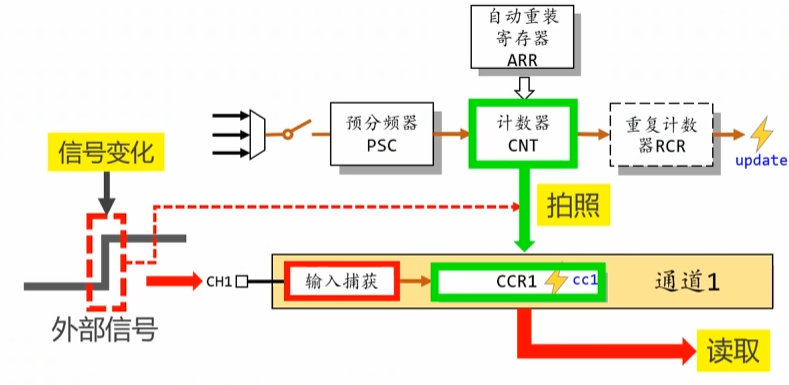 自动重装
寄存器
ARR
预分频器
PSC
计数器
CNT
重复计数
器RCR
update
信号变化
拍照
CH1
输入捕获
CCR1
cc1
通道1
外部信号
读取